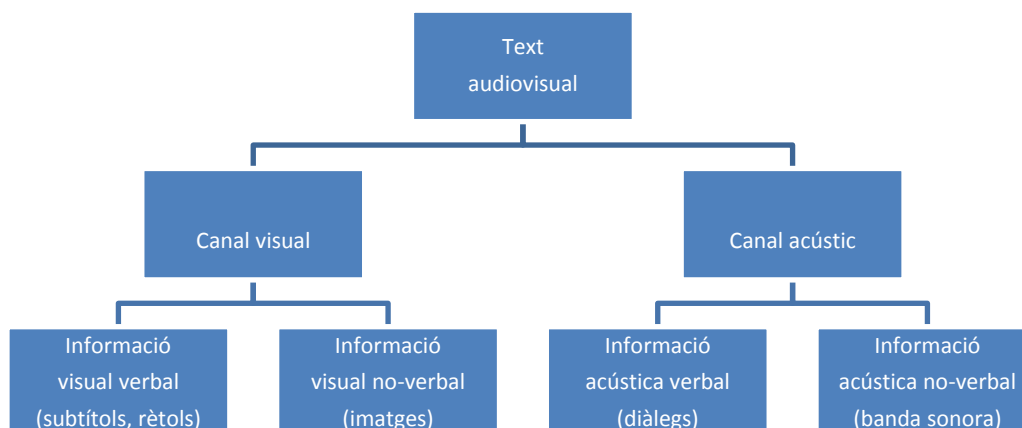 Text
audiovisual
Canal visual
Canal acústic
Informació
visual verbal
(subtítols, rètols)
Informació
visual no-verbal
(imatges)
Informació
acústica verbal
(diàlegs)
Informació
acústica no-verbal
(banda sonora)